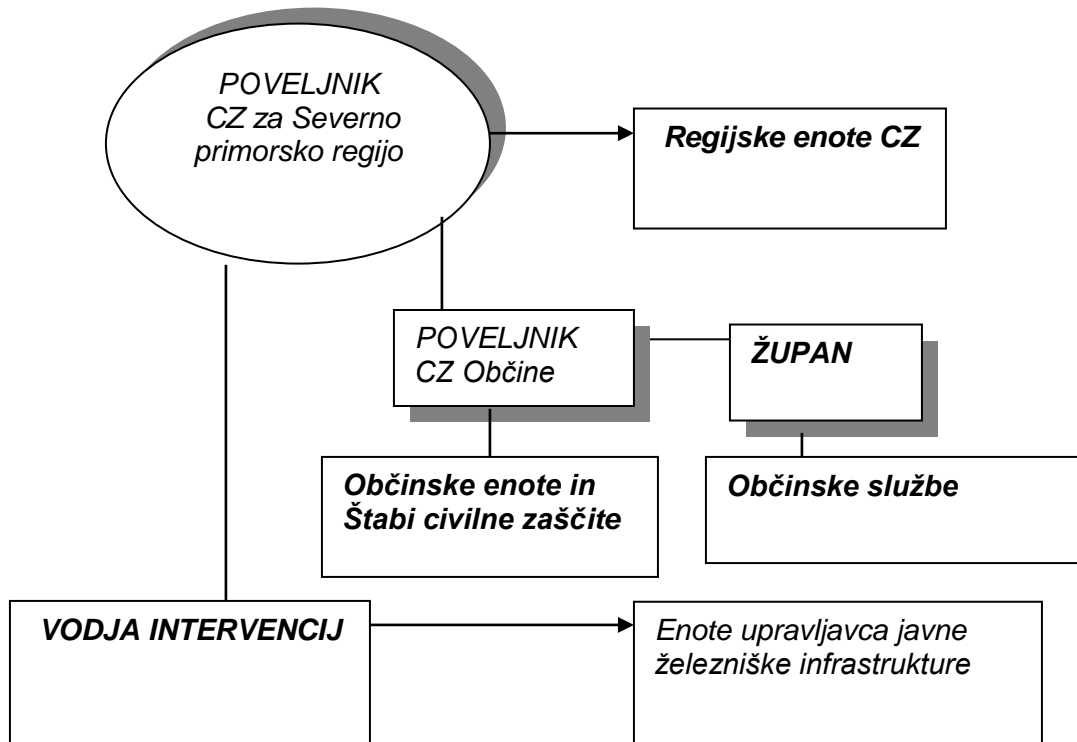 POVELJNIK
CZ za Severno
primorsko regijo
Regijske enote CZ
POVELJNIK
CZ Občine
ŽUPAN
Občinske enote in
Štabi civilne zaščite
Občinske službe
VODJA INTERVENCIJ
Enote upravljavca javne
železniške infrastrukture